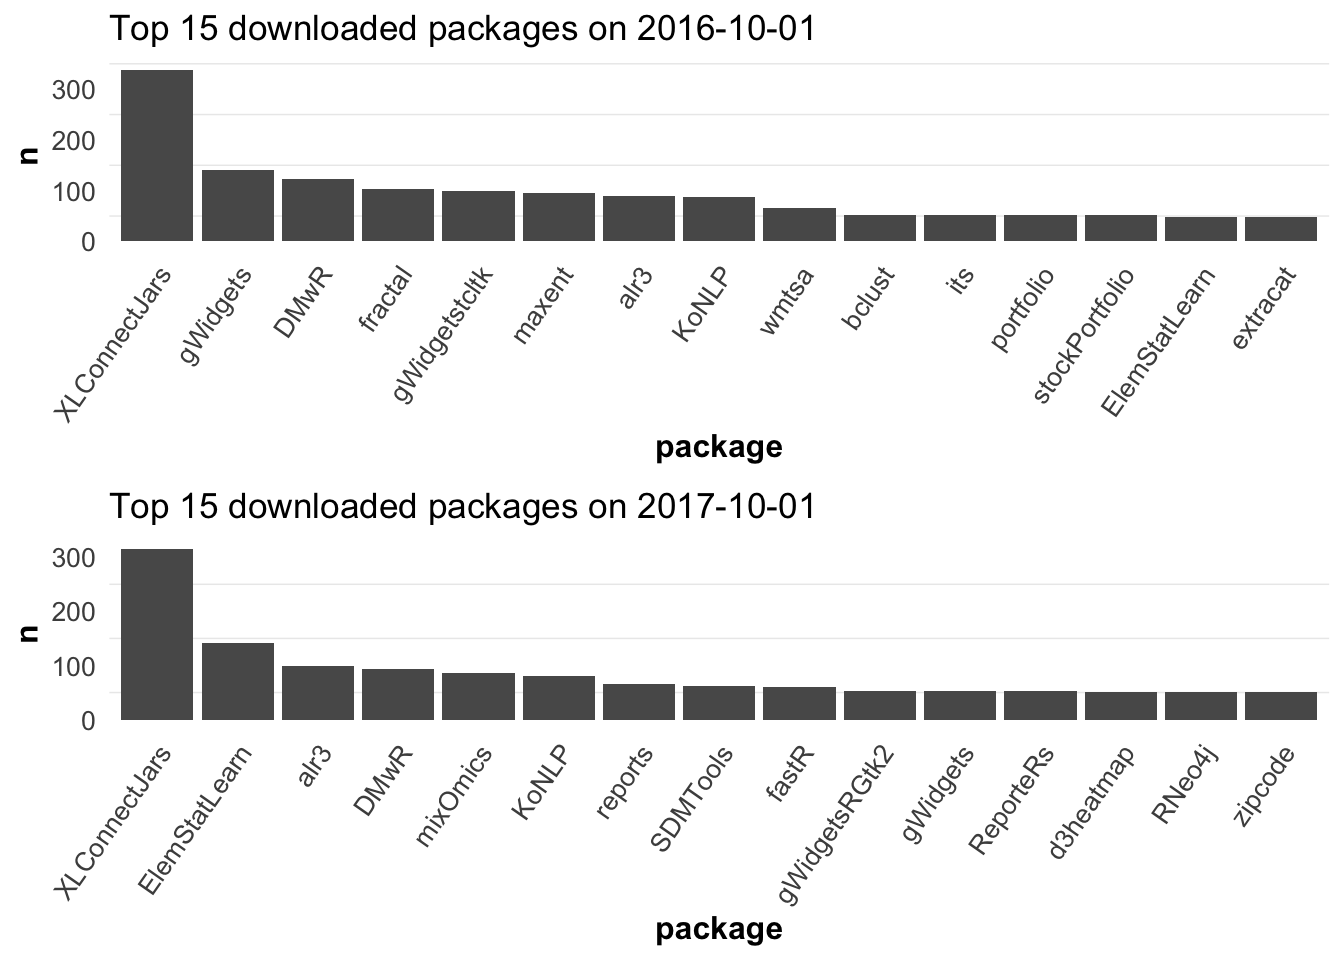 Top 15 downloaded packages on 2016-10-01
n
300
200
100
0
XLConnectJars
gWidgets
DMwR
fractal
gWidgetstcltk
maxent
alr3
KoNLP
wmtsa
bclust
its
portfolio
stockPortfolio
ElemStatLearn
extracat
package
Top 15 downloaded packages on 2017-10-01
n
300
200
100
0
XLConnectJars
ElemStatLearn
alr3
DMwR
mixOmics
KoNLP
reports
SDMTools
fastR
gWidgetsRGtk2
gWidgets
ReporteRs
d3heatmap
RNeo4j
zipcode
package